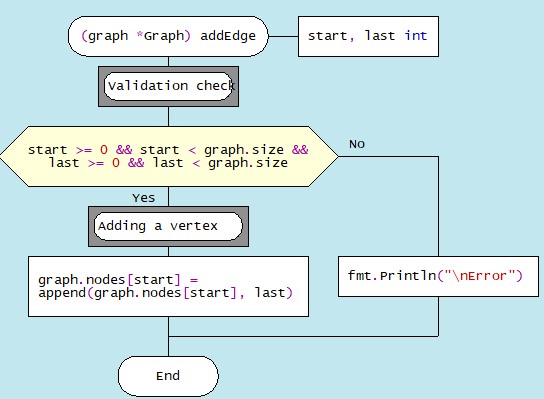 (graph *Graph) addEdge
start, last int
Validation check
start >= 0 && start < graph.size &&
last >= 0 && last < graph.size
No
Yes
Adding a vertex
graph.nodes[start] =
append(graph.nodes[start], last)
fmt.Println("\nError")
End